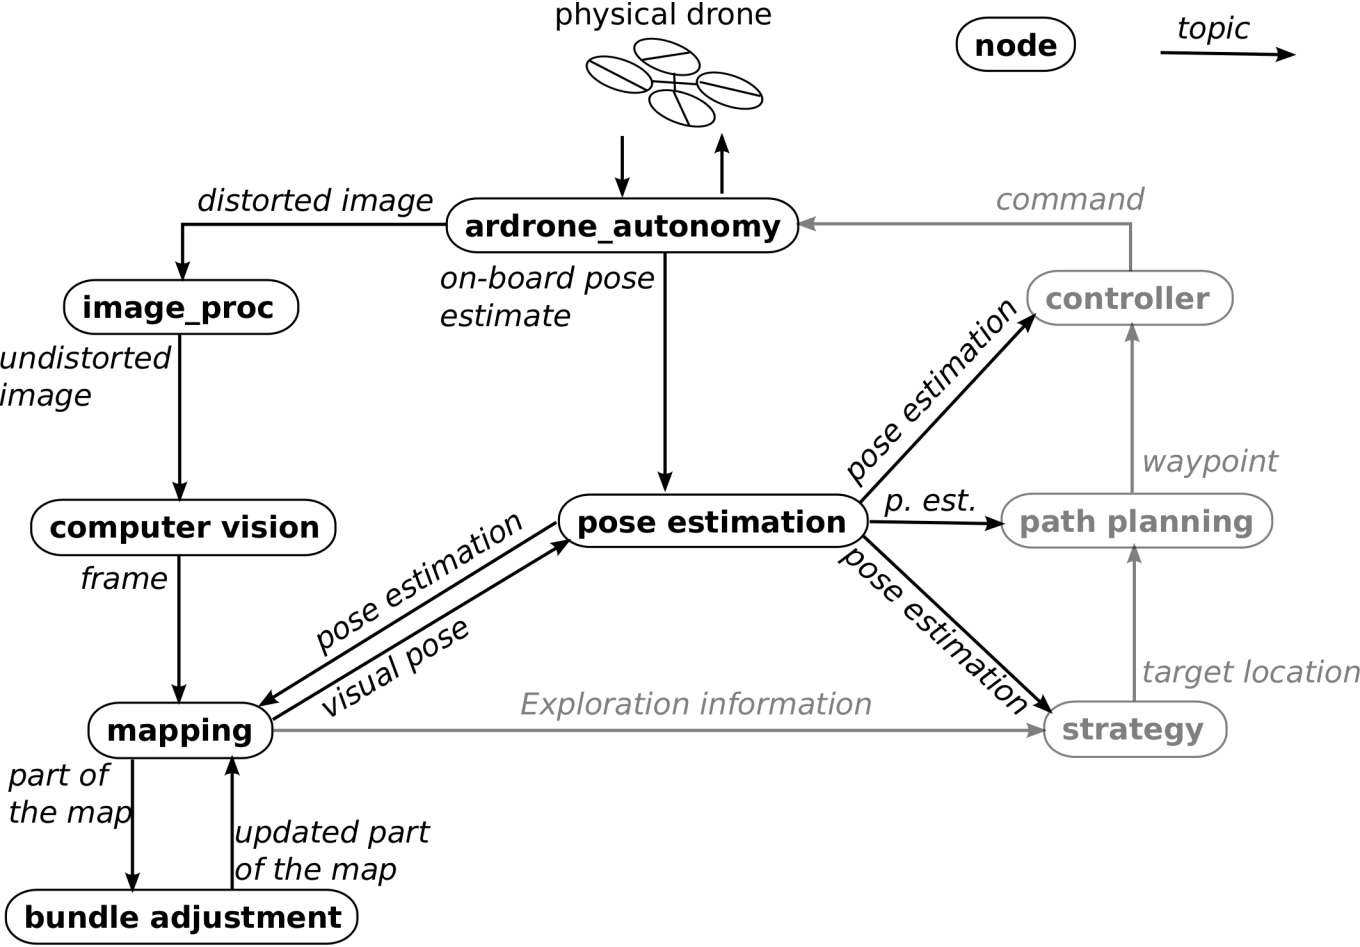 physical drone
node
topic
distorted image
ardrone_autonomy
command
on-board pose
estimate
image_proc
controller
undistorted
image
pose estimation
waypoint
computer vision
pose estimation
p. est.
path planning
frame
pose estimation
visual pose
pose estimation
target location
mapping
Exploration information
strategy
part of
the map
updated part
of the map
bundle adjustment